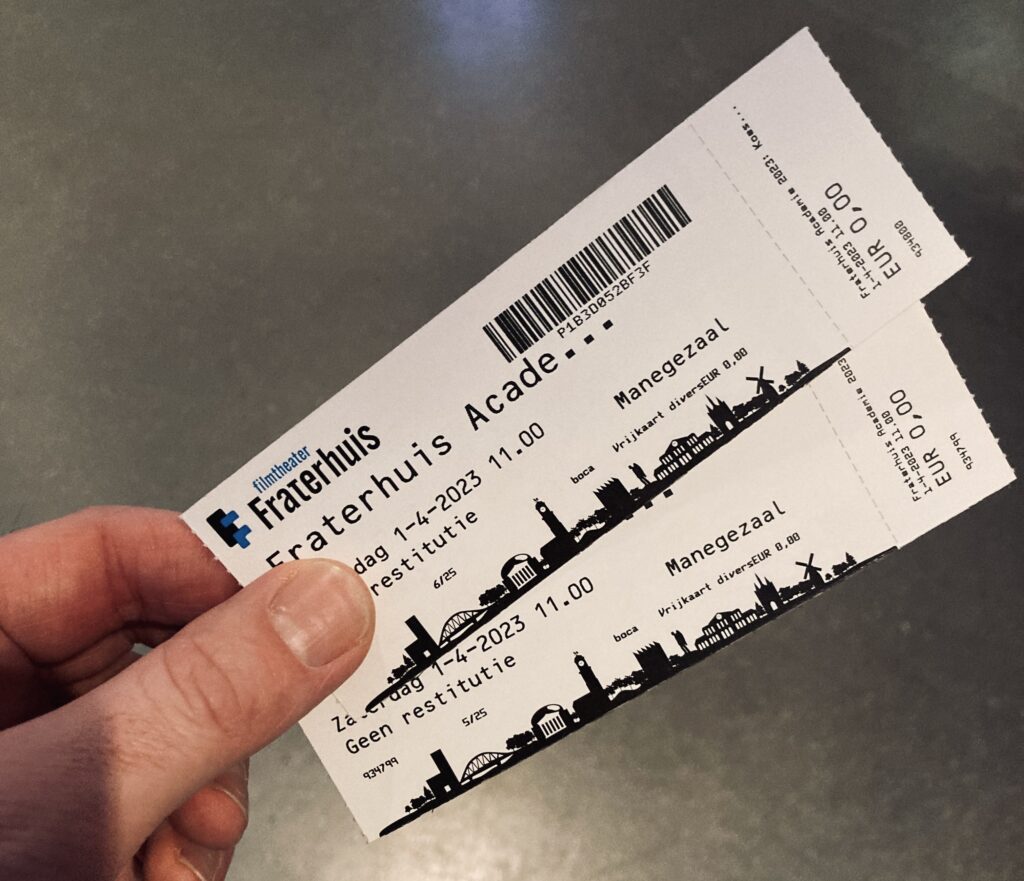 filmtheater
Fraterhuis
P1B3D052BF3F
Fraterhuis Acade...
dag 1-4-2023 11.00
restitutie
Manegezaal
6/25
boca
Vrijkaart diversEUR 0,00
Fraterhuis Academie 2023: Koms...
1-4-2023 11.00
EUR 0,00
934800
Zaterdag 1-4-2023 11.00
Geen restitutie
Manegezaal
934799
5/25
boca
Vrijkaart diversEUR 0,00
Fraterhuis Academie 2023
1-4-2023 11.00
EUR 0,00
934799